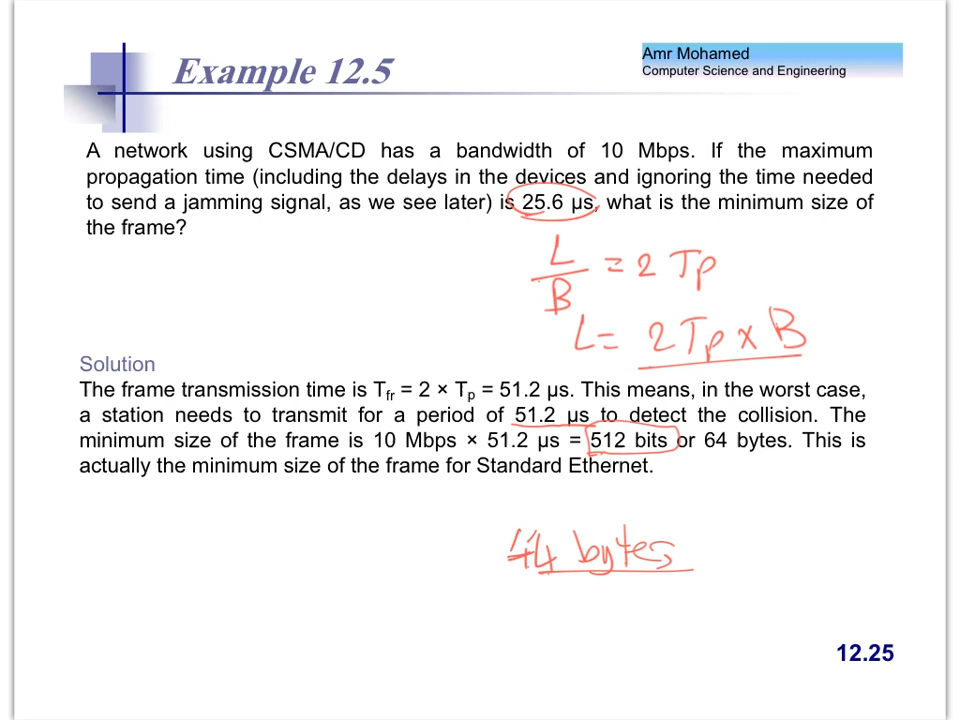 Amr Mohamed
Computer Science and Engineering
Example 12.5
A network using CSMA/CD has a bandwidth of 10 Mbps. If the maximum
propagation time (including the delays in the devices and ignoring the time needed
to send a jamming signal, as we see later) is 25.6 μs, what is the minimum size of
the frame?
L/B = 2 Tp
L = 2 Tp × B
Solution
The frame transmission time is Tfr = 2 × Tp = 51.2 μs. This means, in the worst case,
a station needs to transmit for a period of 51.2 μs to detect the collision. The
minimum size of the frame is 10 Mbps × 51.2 μs = 512 bits or 64 bytes. This is
actually the minimum size of the frame for Standard Ethernet.
bytes
12.25